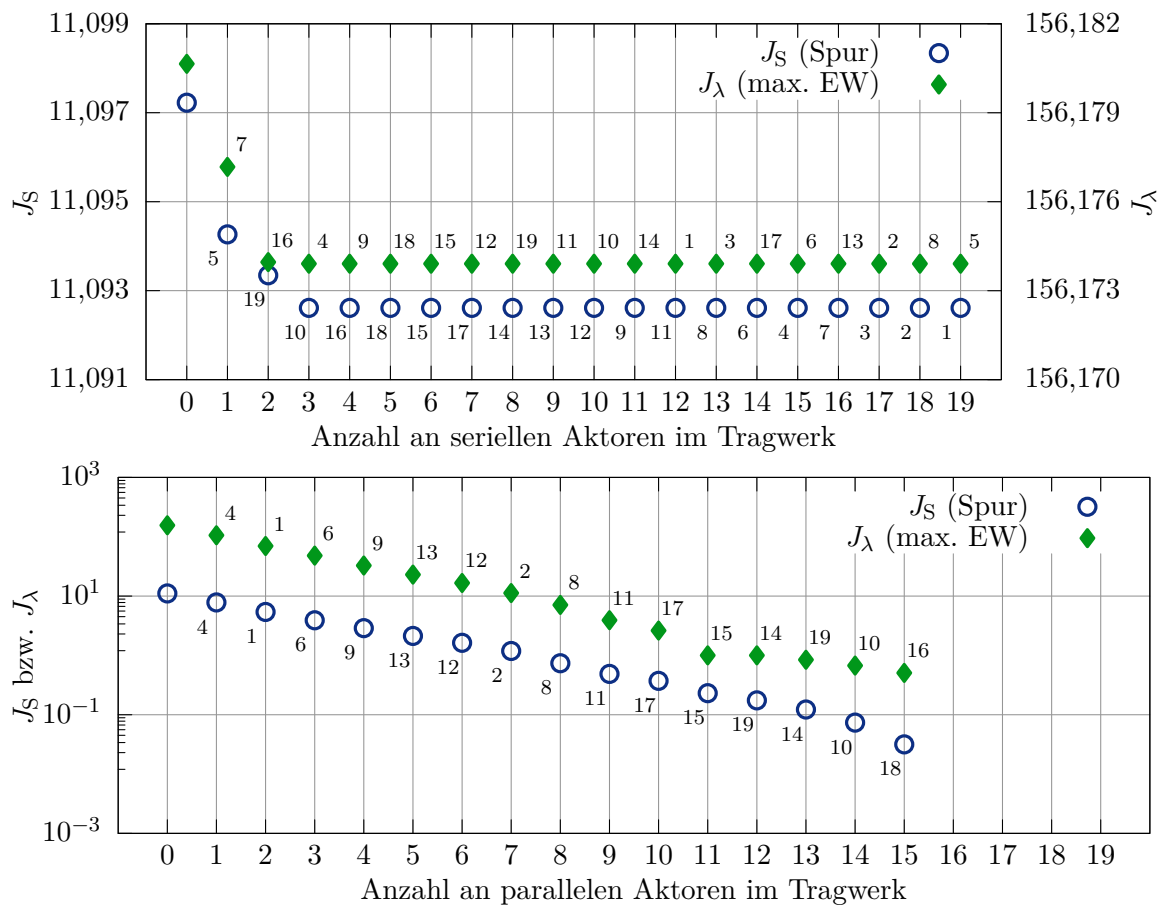 11,099
11,097
11,095
11,093
11,091
J_S
156,182
156,179
156,176
156,173
156,170
J_λ
J_S (Spur)
J_λ (max. EW)
7
16 4 9 18 15 12 19 11 10 14 1 3 17 6 13 2 8 5
5
19
10 16 18 15 17 14 13 12 9 11 8 6 4 7 3 2 1
0 1 2 3 4 5 6 7 8 9 10 11 12 13 14 15 16 17 18 19
Anzahl an seriellen Aktoren im Tragwerk
10^3
10^1
10^−1
10^−3
J_S bzw. J_λ
J_S (Spur)
J_λ (max. EW)
4 1 6 9 13 12 2 8 11 17 15 14 19 10 16
4 1 6 9 13 12 2 8 11 17 15 19 14 10 18
0 1 2 3 4 5 6 7 8 9 10 11 12 13 14 15 16 17 18 19
Anzahl an parallelen Aktoren im Tragwerk